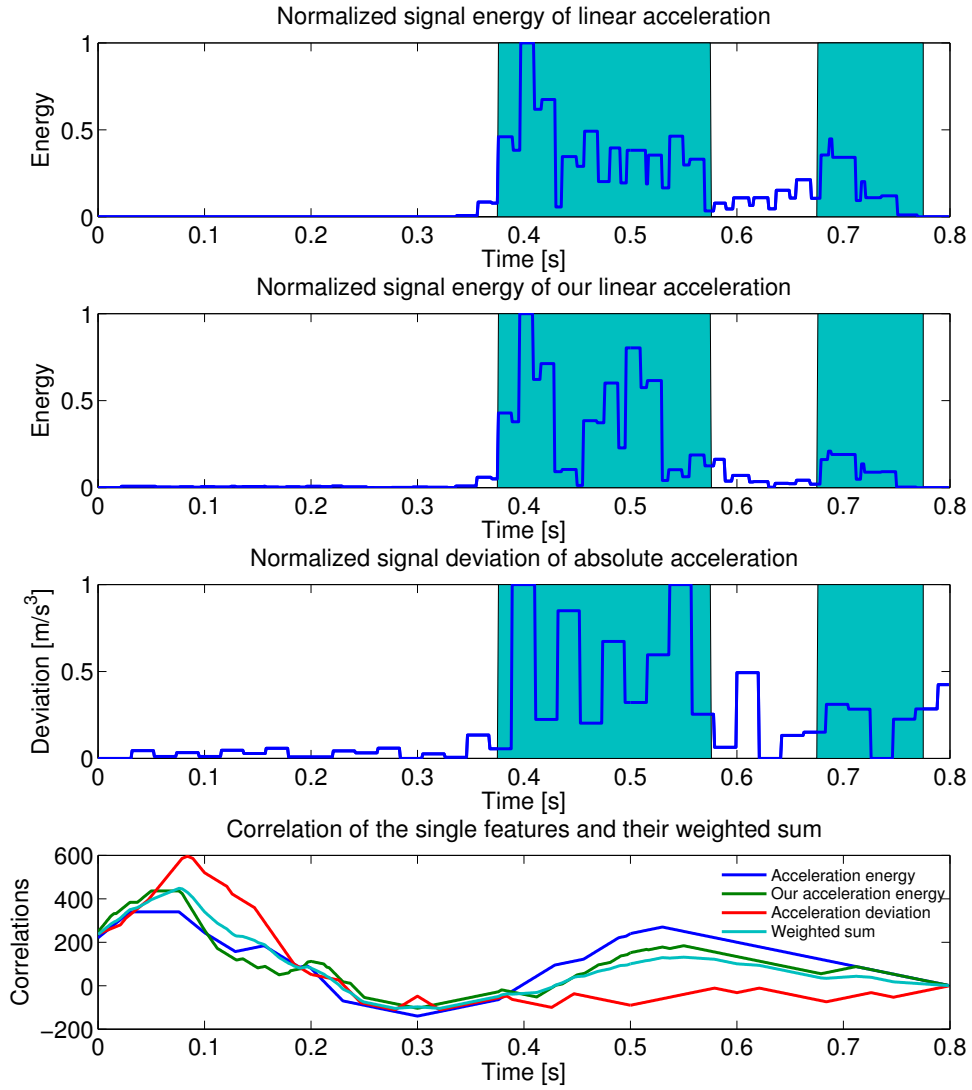 Normalized signal energy of linear acceleration
1
0.5
0
Energy
0 0.1 0.2 0.3 0.4 0.5 0.6 0.7 0.8
Time [s]
Normalized signal energy of our linear acceleration
1
0.5
0
Energy
0 0.1 0.2 0.3 0.4 0.5 0.6 0.7 0.8
Time [s]
Normalized signal deviation of absolute acceleration
1
0.5
0
Deviation [m/s³]
0 0.1 0.2 0.3 0.4 0.5 0.6 0.7 0.8
Time [s]
Correlation of the single features and their weighted sum
600
400
200
0
−200
Correlations
Acceleration energy
Our acceleration energy
Acceleration deviation
Weighted sum
0 0.1 0.2 0.3 0.4 0.5 0.6 0.7 0.8
Time [s]